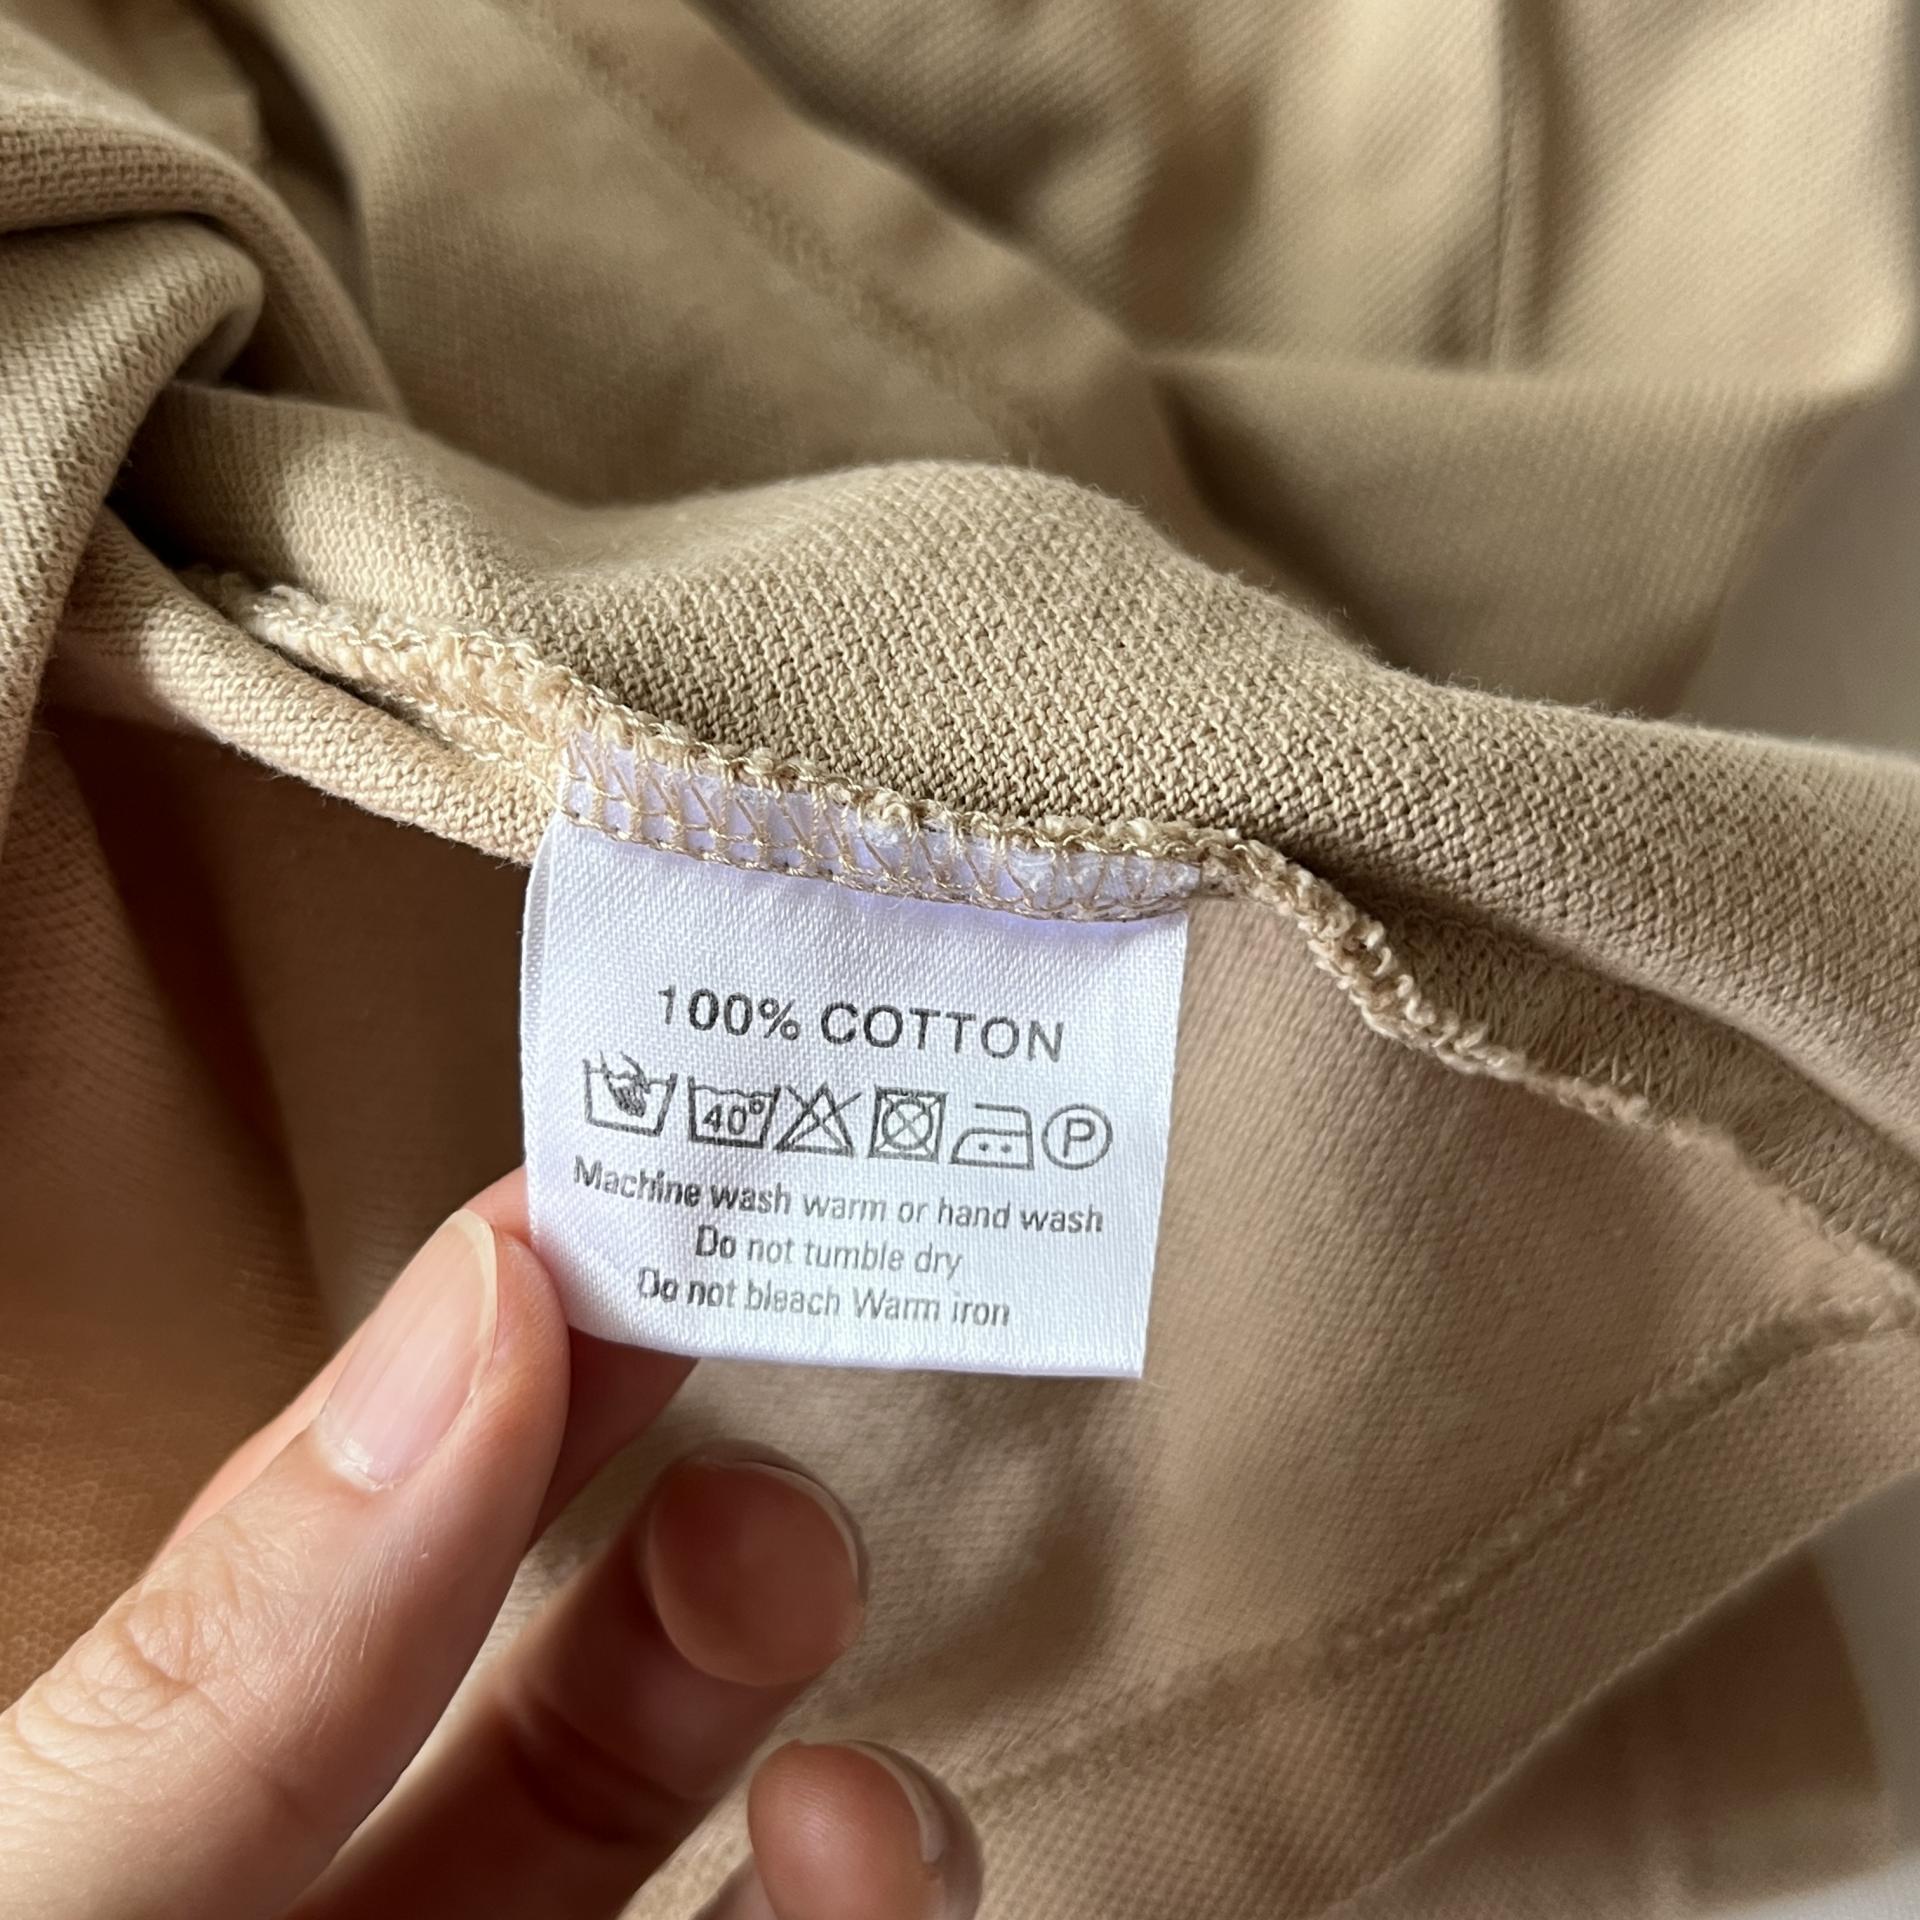 100% COTTON
40° P
Machine wash warm or hand wash
Do not tumble dry
Do not bleach Warm iron